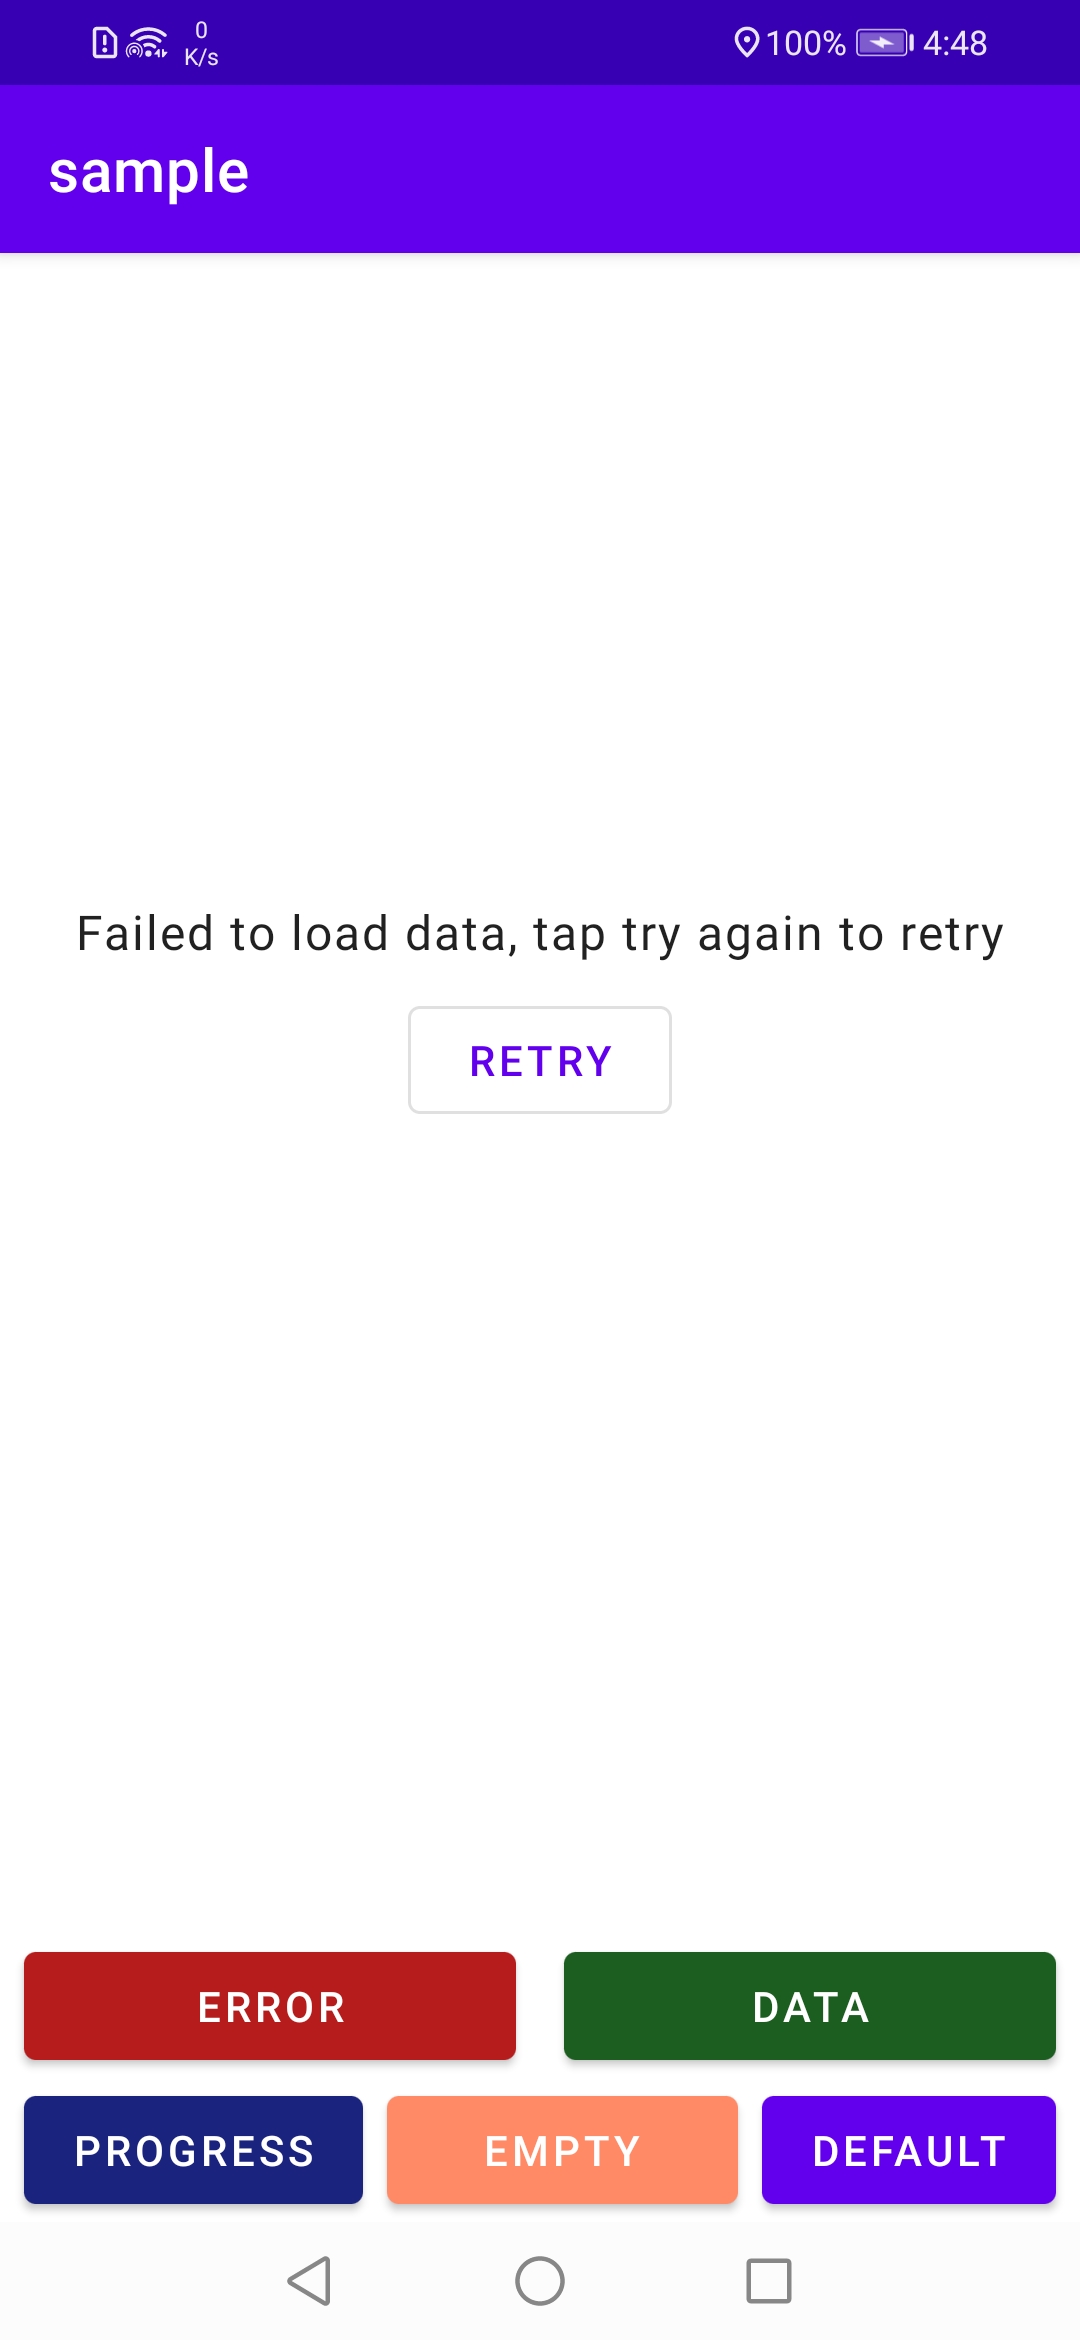 0
K/s
100% 4:48
sample
Failed to load data, tap try again to retry
RETRY
ERROR DATA
PROGRESS EMPTY DEFAULT